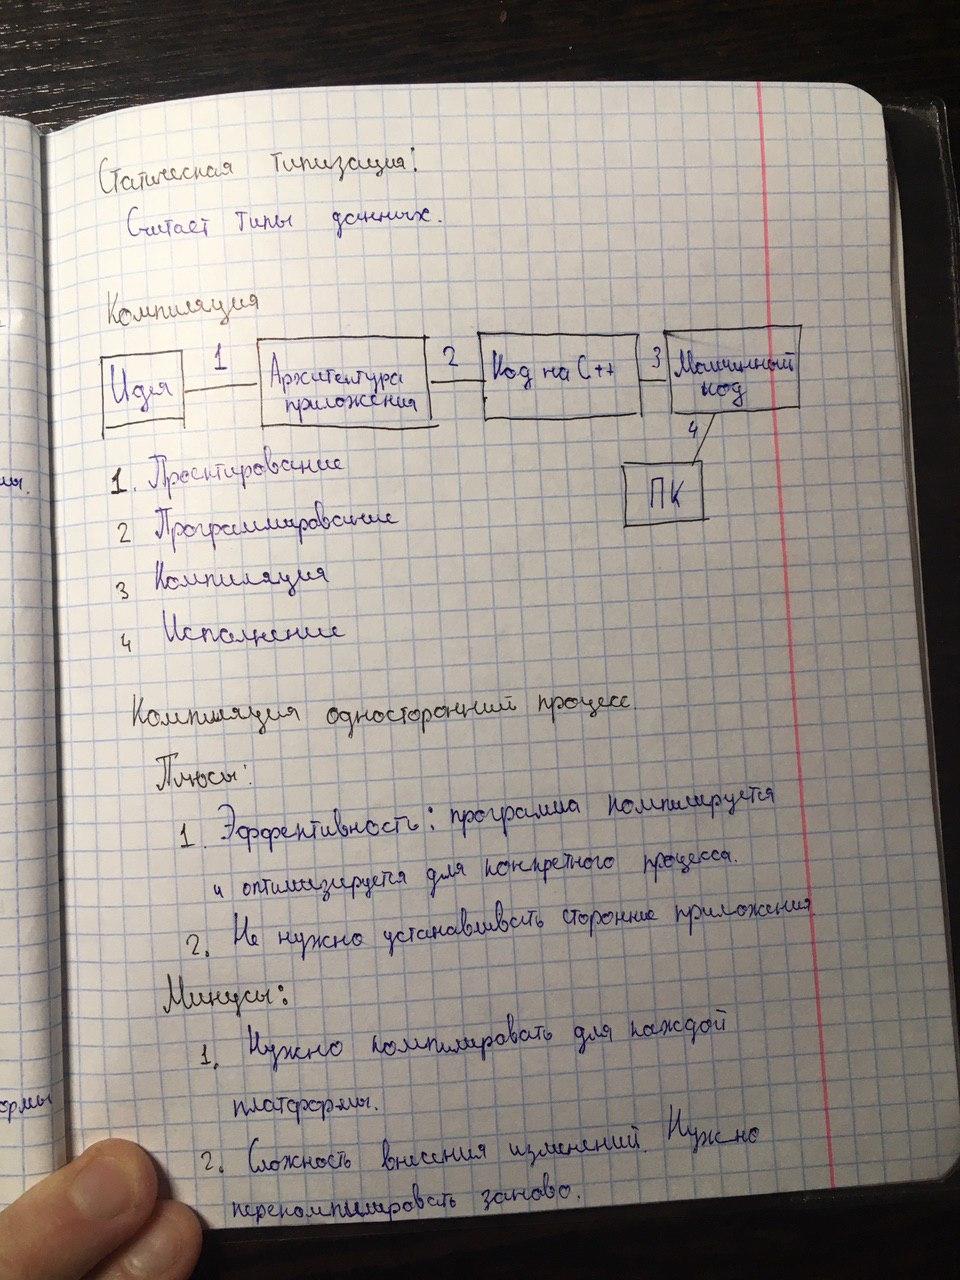 Статическая типизация:
Считает типы данных.
Компиляция
Идея
1
Архитектура
приложения
2
Код на C++
3
Машинный
код
4
ПК
1. Проектирование
2 Программирование
3 Компиляция
4 Исполнение
Компиляция односторонний процесс.
Плюсы:
1. Эффективность: программа компилируется
и оптимизируется для конкретного процесса.
2. Не нужно устанавливать сторонние приложения
Минусы:
1. Нужно компилировать для каждой
платформы.
2. Сложность внесения изменений. Нужно
перекомпилировать заново.